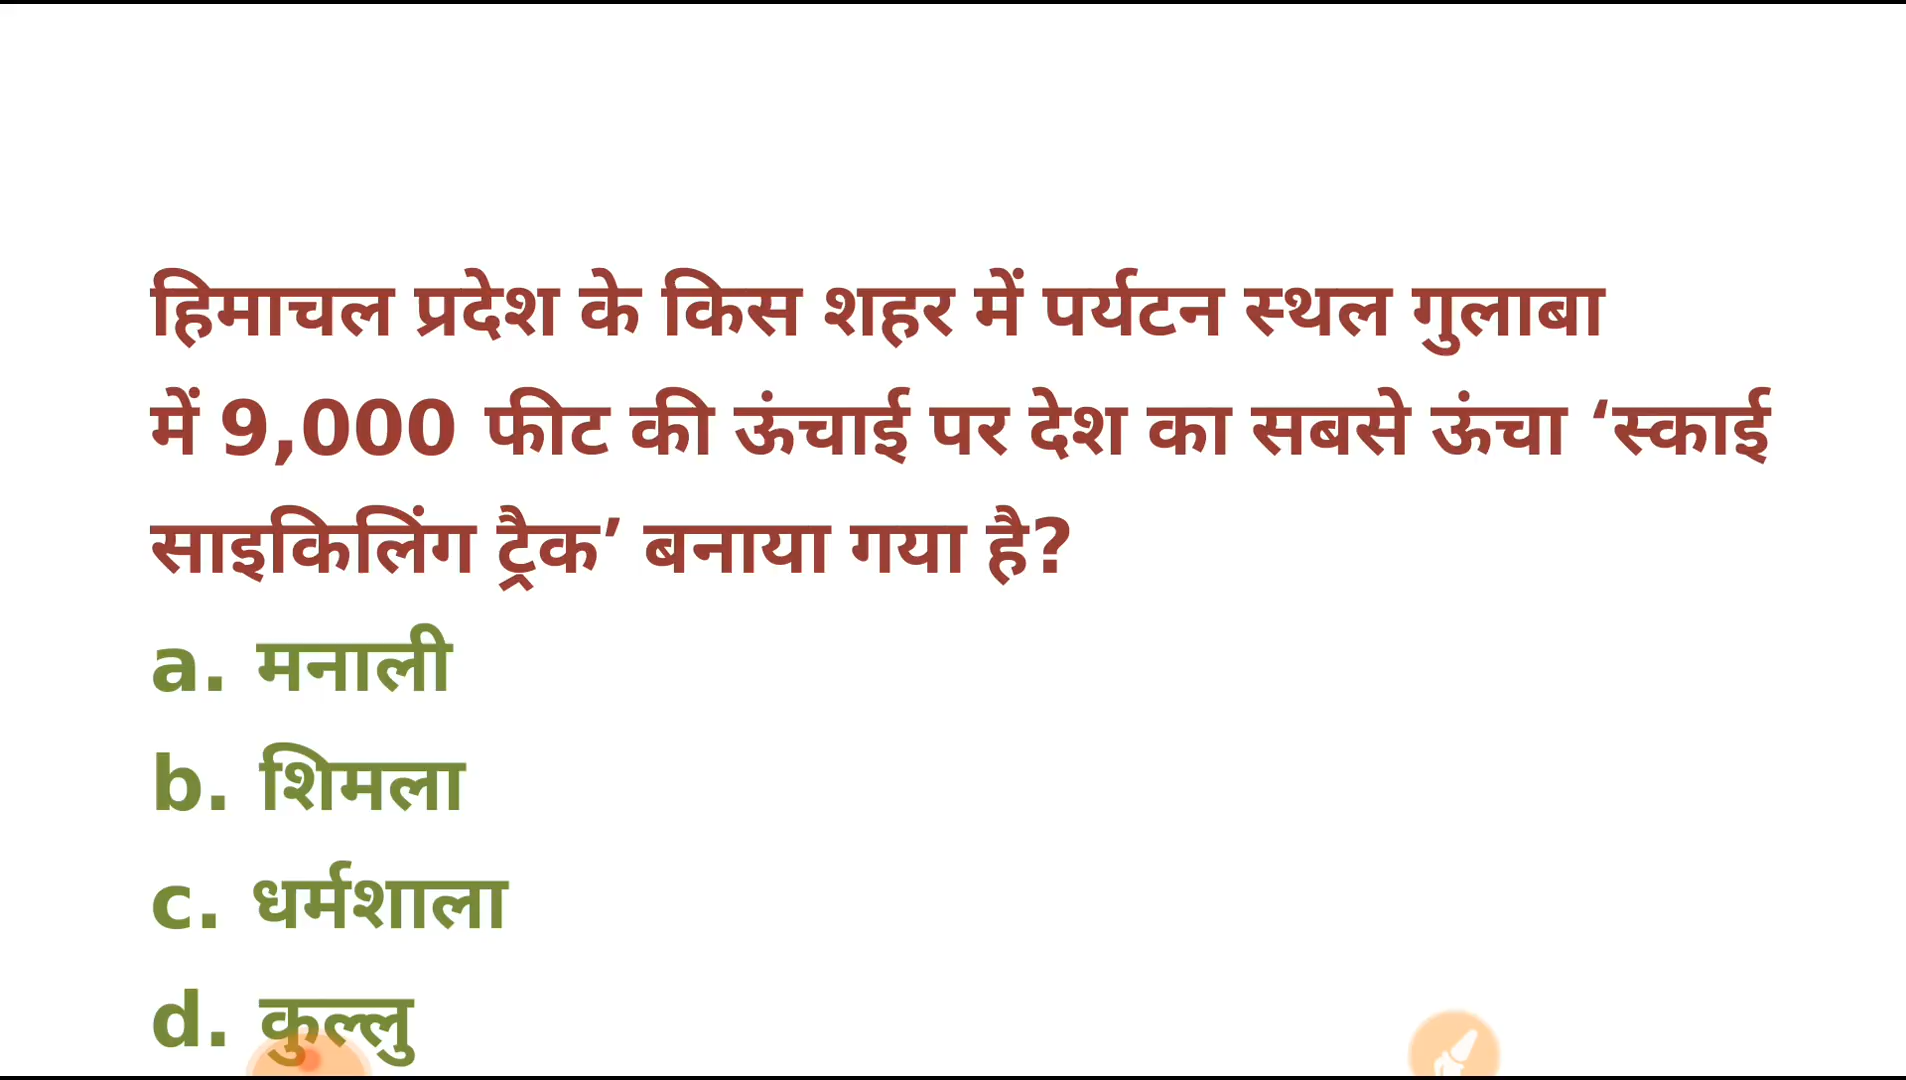 हिमाचल प्रदेश के किस शहर में पर्यटन स्थल गुलाबा
में 9,000 फीट की ऊंचाई पर देश का सबसे ऊंचा ‘स्काई
साइकिलिंग ट्रैक’ बनाया गया है?
a. मनाली
b. शिमला
c. धर्मशाला
d. कुल्लु